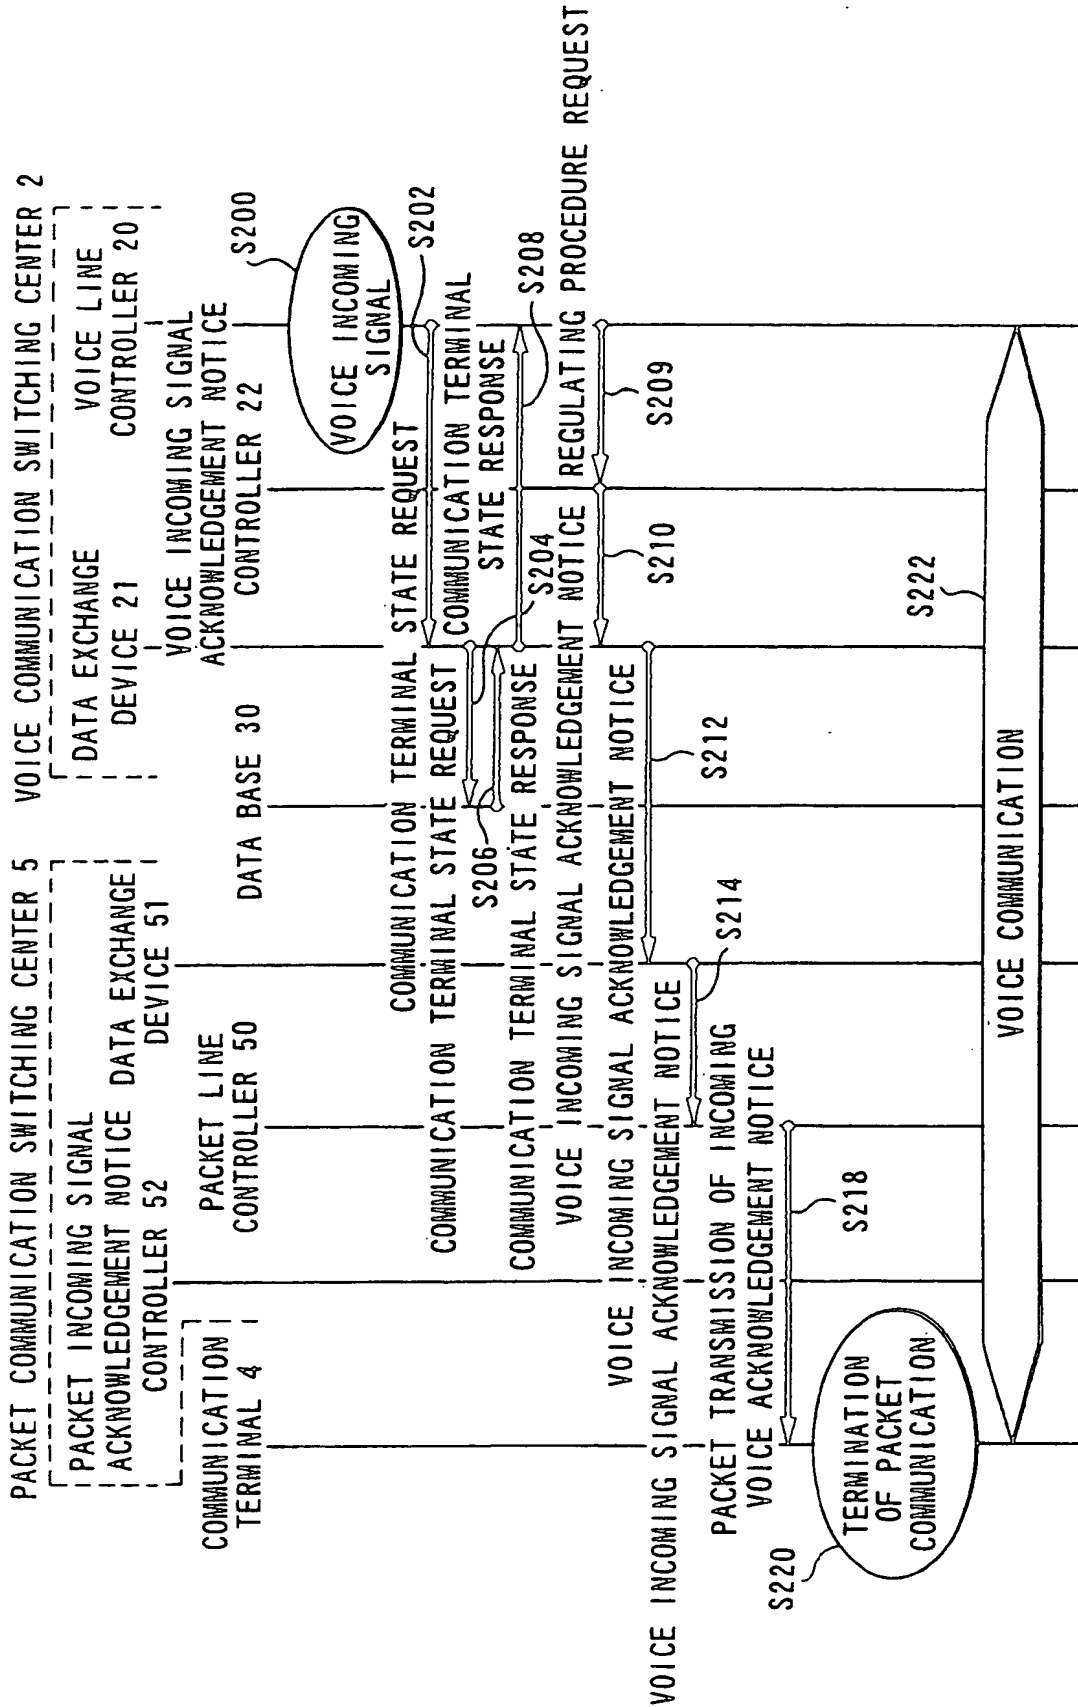 PACKET COMMUNICATION SWITCHING CENTER 5
VOICE COMMUNICATION SWITCHING CENTER 2
PACKET INCOMING SIGNAL
ACKNOWLEDGEMENT NOTICE
CONTROLLER 52
DATA EXCHANGE
DEVICE 51
DATA EXCHANGE
DEVICE 21
VOICE LINE
CONTROLLER 20
COMMUNICATION
TERMINAL 4
PACKET LINE
CONTROLLER 50
DATA BASE 30
VOICE INCOMING SIGNAL
ACKNOWLEDGEMENT NOTICE
CONTROLLER 22
S200
VOICE INCOMING
SIGNAL
COMMUNICATION TERMINAL STATE REQUEST
S202
COMMUNICATION TERMINAL STATE REQUEST
S204
COMMUNICATION TERMINAL
STATE RESPONSE
S206
S208
COMMUNICATION TERMINAL STATE RESPONSE
VOICE INCOMING SIGNAL ACKNOWLEDGEMENT NOTICE REGULATING PROCEDURE REQUEST
S209
S210
VOICE INCOMING SIGNAL ACKNOWLEDGEMENT NOTICE
S212
VOICE INCOMING SIGNAL ACKNOWLEDGEMENT NOTICE
S214
PACKET TRANSMISSION OF INCOMING
VOICE ACKNOWLEDGEMENT NOTICE
S218
S220
TERMINATION
OF PACKET
COMMUNICATION
S222
VOICE COMMUNICATION